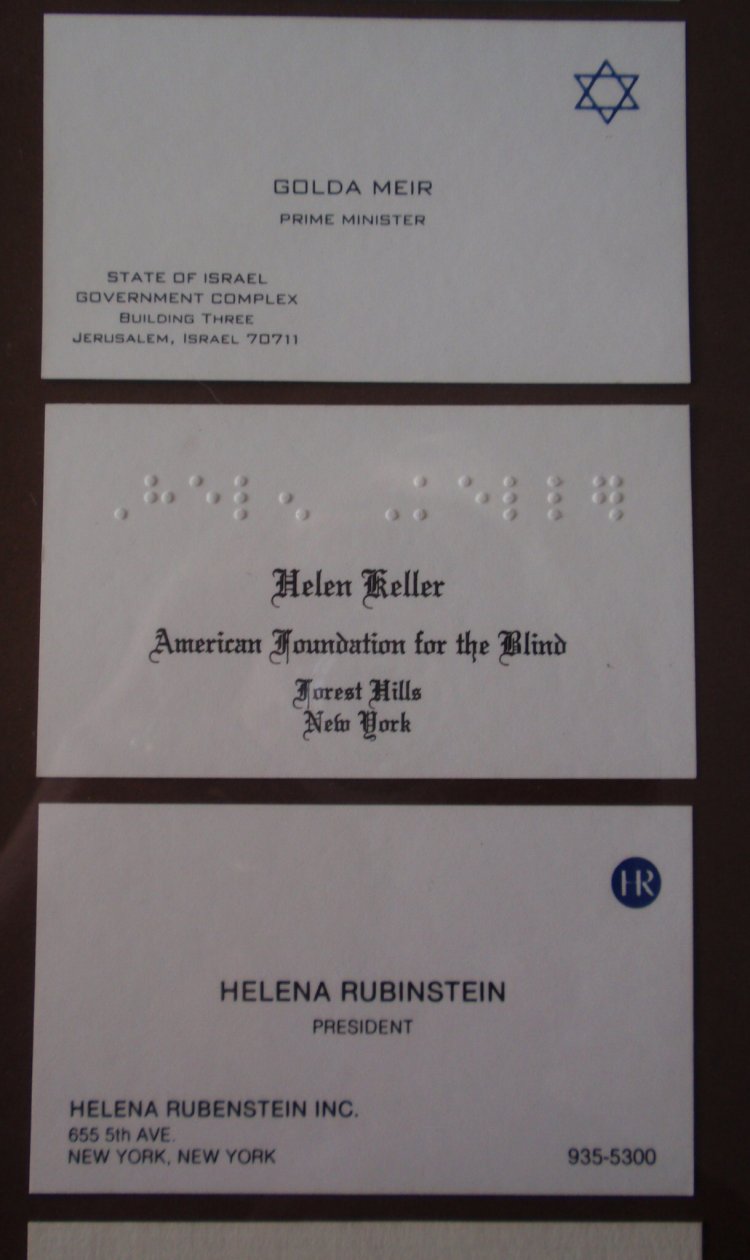 GOLDA MEIR
PRIME MINISTER
STATE OF ISRAEL
GOVERNMENT COMPLEX
BUILDING THREE
JERUSALEM, ISRAEL 70711
⠠⠓⠑⠇⠢ ⠠⠅⠑⠇⠇⠻
Helen Keller
American Foundation for the Blind
Forest Hills
New York
HR
HELENA RUBINSTEIN
PRESIDENT
HELENA RUBENSTEIN INC.
655 5th AVE.
NEW YORK, NEW YORK 935-5300